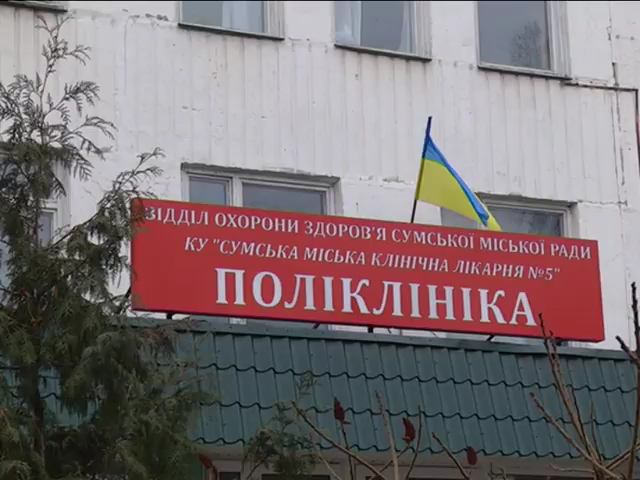 ВІДДІЛ ОХОРОНИ ЗДОРОВ'Я СУМСЬКОЇ МІСЬКОЇ РАДИ
КУ "СУМСЬКА МІСЬКА КЛІНІЧНА ЛІКАРНЯ №5"
ПОЛІКЛІНІКА